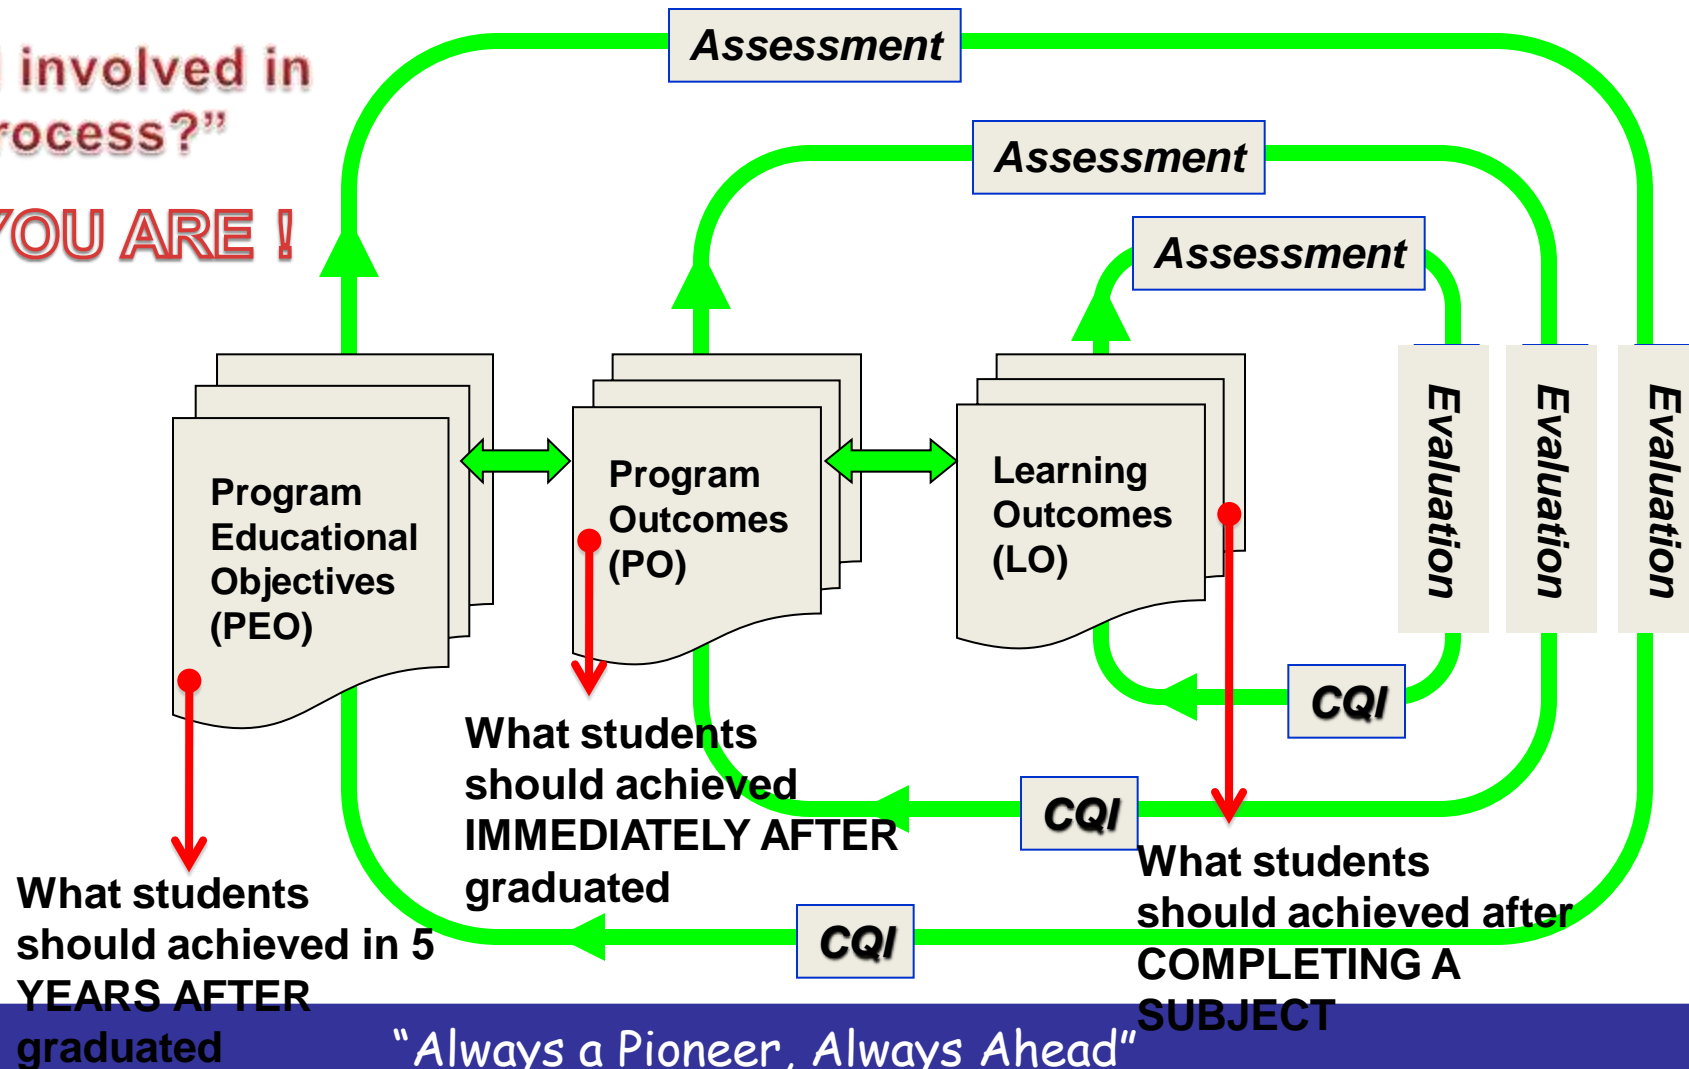 involved in
rocess?”
YOU ARE !
Assessment
Assessment
Assessment
Program
Educational
Objectives
(PEO)
Program
Outcomes
(PO)
Learning
Outcomes
(LO)
Evaluation
Evaluation
Evaluation
CQI
CQI
CQI
What students
should achieved in 5
YEARS AFTER
graduated
What students
should achieved
IMMEDIATELY AFTER
graduated
What students
should achieved after
COMPLETING A
SUBJECT
“Always a Pioneer, Always Ahead”